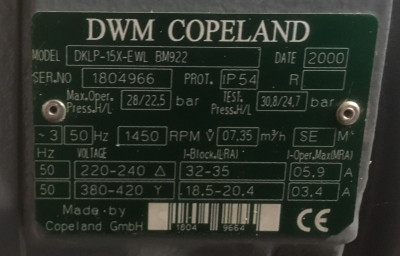 DWM COPELAND
MODEL DKLP-15X-EWL BM922 DATE 2000
SER.NO 1804966 PROT. IP54 R
Max.Oper. Press.H/L 28/22,5 bar TEST Press.H/L 30,8/24,7 bar
~3 50 Hz 1450 RPM V 07,35 m³/h SE M
Hz VOLTAGE I-Block.(LRA) I-Oper.Max(MRA)
50 220-240 Δ 32-35 05,9 A
50 380-420 Y 18,5-20,4 03,4 A
Made by
Copeland GmbH 1804 9664 CE